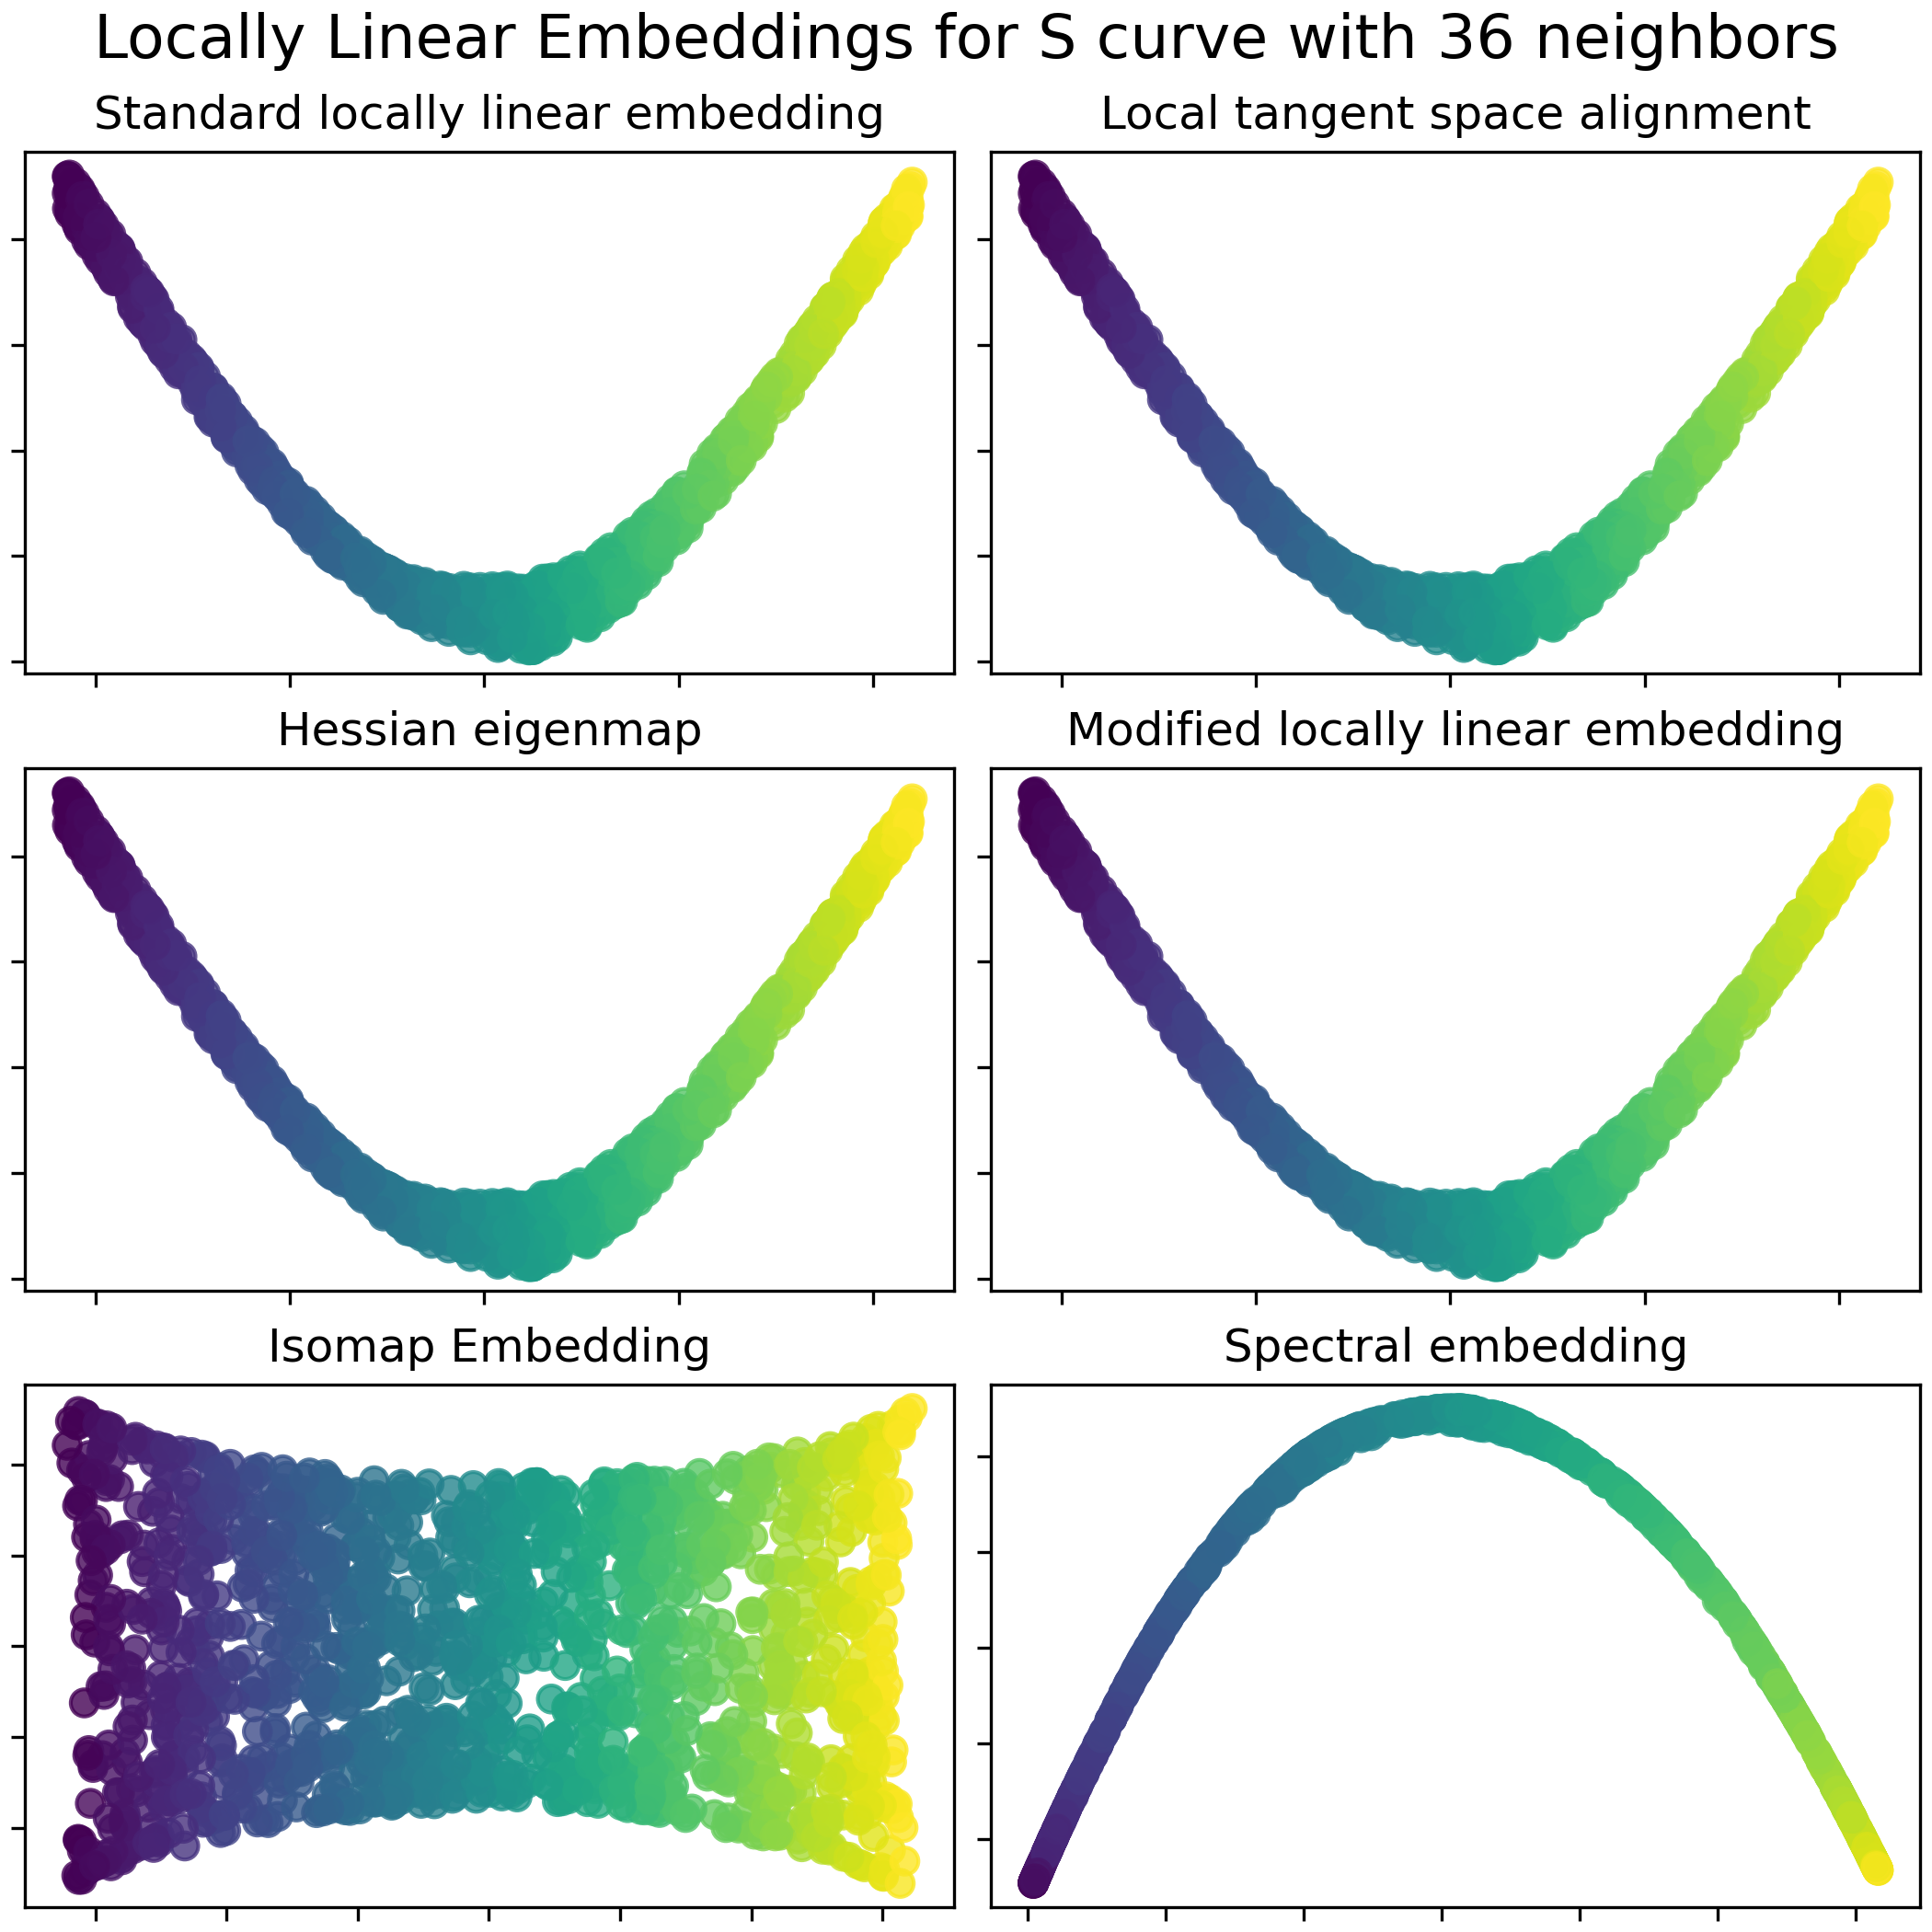 Locally Linear Embeddings for S curve with 36 neighbors
Standard locally linear embedding
Local tangent space alignment
Hessian eigenmap
Modified locally linear embedding
Isomap Embedding
Spectral embedding